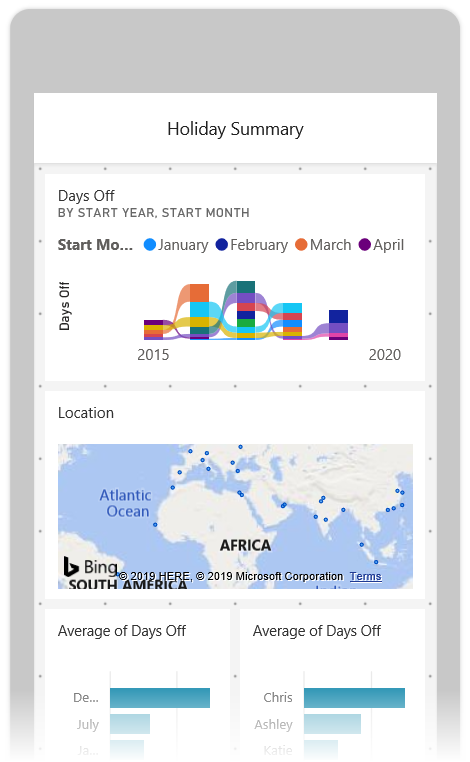 Holiday Summary
Days Off
BY START YEAR, START MONTH
Start Mo... January February March April
Days Off
2015 2020
Location
Atlantic
Ocean
AFRICA
Bing
© 2019 HERE, © 2019 Microsoft Corporation Terms
SOUTH AMERICA
Average of Days Off Average of Days Off
De... Chris
July Ashley
Ja... Katie